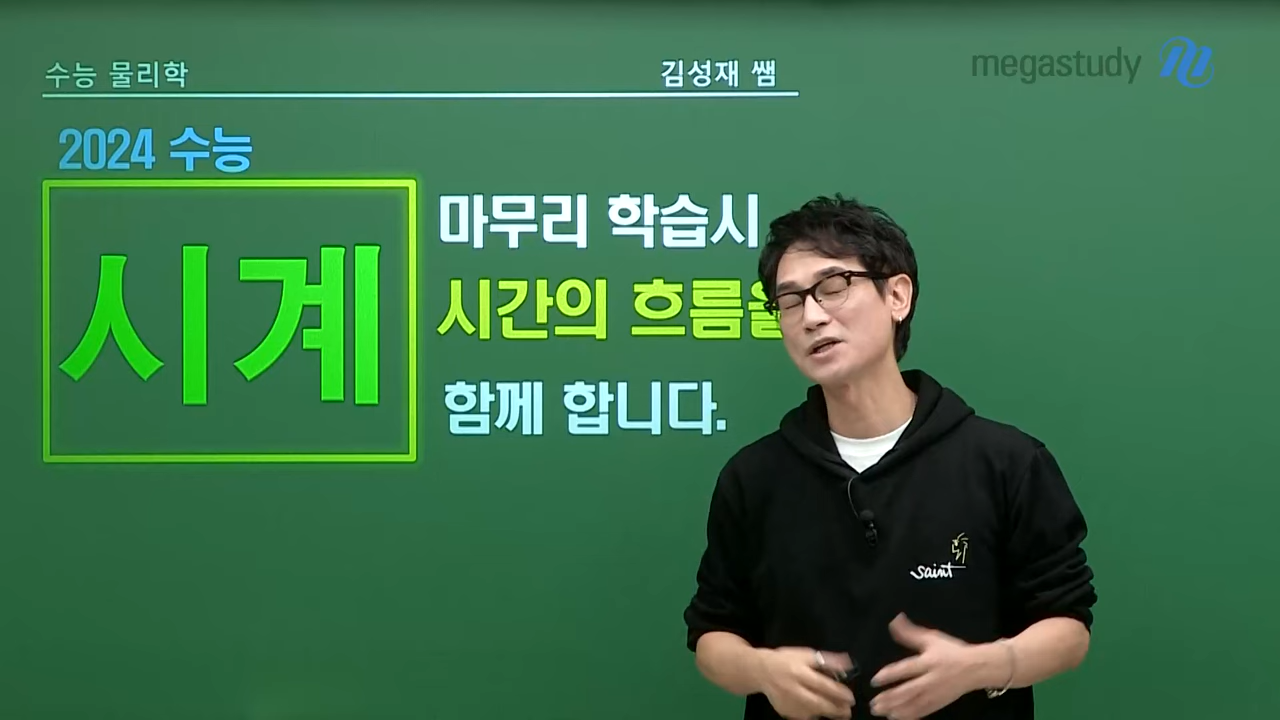 수능 물리학
김성재 쌤
megastudy
2024 수능
시계
마무리 학습시
시간의 흐름을
함께 합니다.
saint